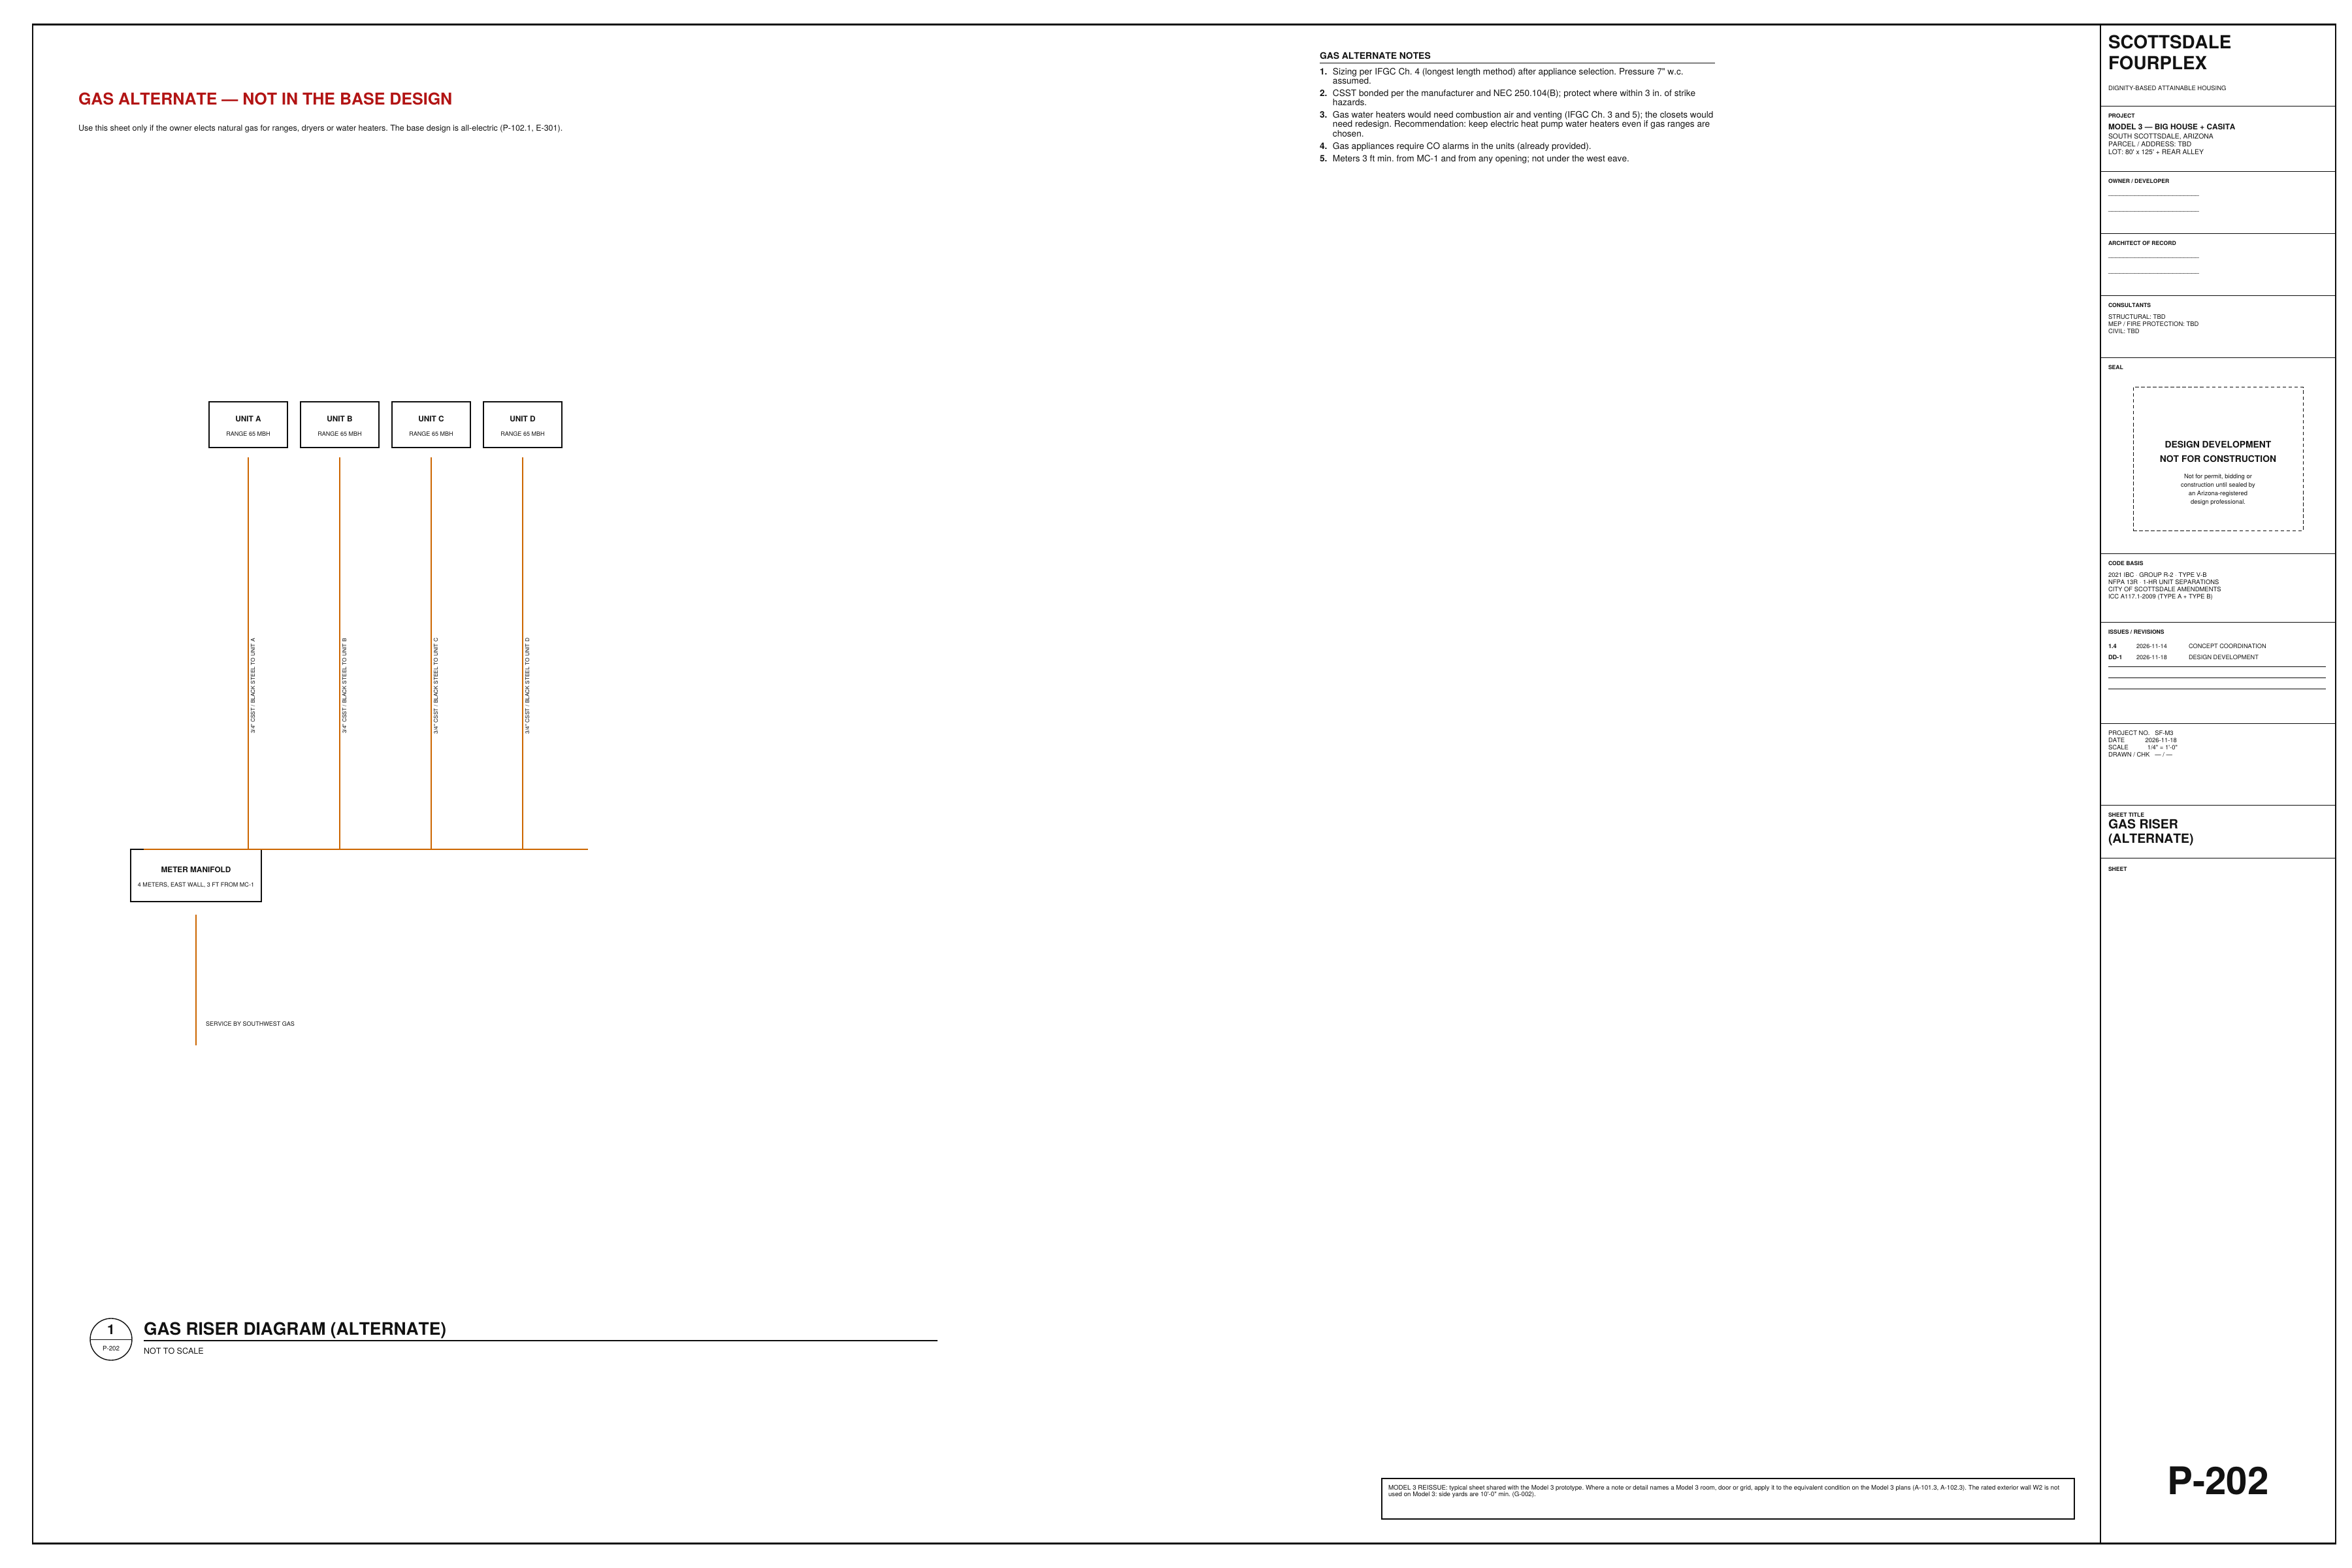 GAS ALTERNATE — NOT IN THE BASE DESIGN
Use this sheet only if the owner elects natural gas for ranges, dryers or water heaters. The base design is all-electric (P-102.1, E-301).
GAS ALTERNATE NOTES
1. Sizing per IFGC Ch. 4 (longest length method) after appliance selection. Pressure 7" w.c.
assumed.
2. CSST bonded per the manufacturer and NEC 250.104(B); protect where within 3 in. of strike
hazards.
3. Gas water heaters would need combustion air and venting (IFGC Ch. 3 and 5); the closets would
need redesign. Recommendation: keep electric heat pump water heaters even if gas ranges are
chosen.
4. Gas appliances require CO alarms in the units (already provided).
5. Meters 3 ft min. from MC-1 and from any opening; not under the west eave.
UNIT A
RANGE 65 MBH
UNIT B
RANGE 65 MBH
UNIT C
RANGE 65 MBH
UNIT D
RANGE 65 MBH
3/4" CSST / BLACK STEEL TO UNIT A
3/4" CSST / BLACK STEEL TO UNIT B
3/4" CSST / BLACK STEEL TO UNIT C
3/4" CSST / BLACK STEEL TO UNIT D
METER MANIFOLD
4 METERS, EAST WALL, 3 FT FROM MC-1
SERVICE BY SOUTHWEST GAS
1
P-202
GAS RISER DIAGRAM (ALTERNATE)
NOT TO SCALE
MODEL 3 REISSUE: typical sheet shared with the Model 3 prototype. Where a note or detail names a Model 3 room, door or grid, apply it to the equivalent condition on the Model 3 plans (A-101.3, A-102.3). The rated exterior wall W2 is not
used on Model 3: side yards are 10'-0" min. (G-002).
SCOTTSDALE
FOURPLEX
DIGNITY-BASED ATTAINABLE HOUSING
PROJECT
MODEL 3 — BIG HOUSE + CASITA
SOUTH SCOTTSDALE, ARIZONA
PARCEL / ADDRESS: TBD
LOT: 80' x 125' + REAR ALLEY
OWNER / DEVELOPER
ARCHITECT OF RECORD
CONSULTANTS
STRUCTURAL: TBD
MEP / FIRE PROTECTION: TBD
CIVIL: TBD
SEAL
DESIGN DEVELOPMENT
NOT FOR CONSTRUCTION
Not for permit, bidding or
construction until sealed by
an Arizona-registered
design professional.
CODE BASIS
2021 IBC · GROUP R-2 · TYPE V-B
NFPA 13R · 1-HR UNIT SEPARATIONS
CITY OF SCOTTSDALE AMENDMENTS
ICC A117.1-2009 (TYPE A + TYPE B)
ISSUES / REVISIONS
1.4 2026-11-14 CONCEPT COORDINATION
DD-1 2026-11-18 DESIGN DEVELOPMENT
PROJECT NO. SF-M3
DATE 2026-11-18
SCALE 1/4" = 1'-0"
DRAWN / CHK — / —
SHEET TITLE
GAS RISER
(ALTERNATE)
SHEET
P-202